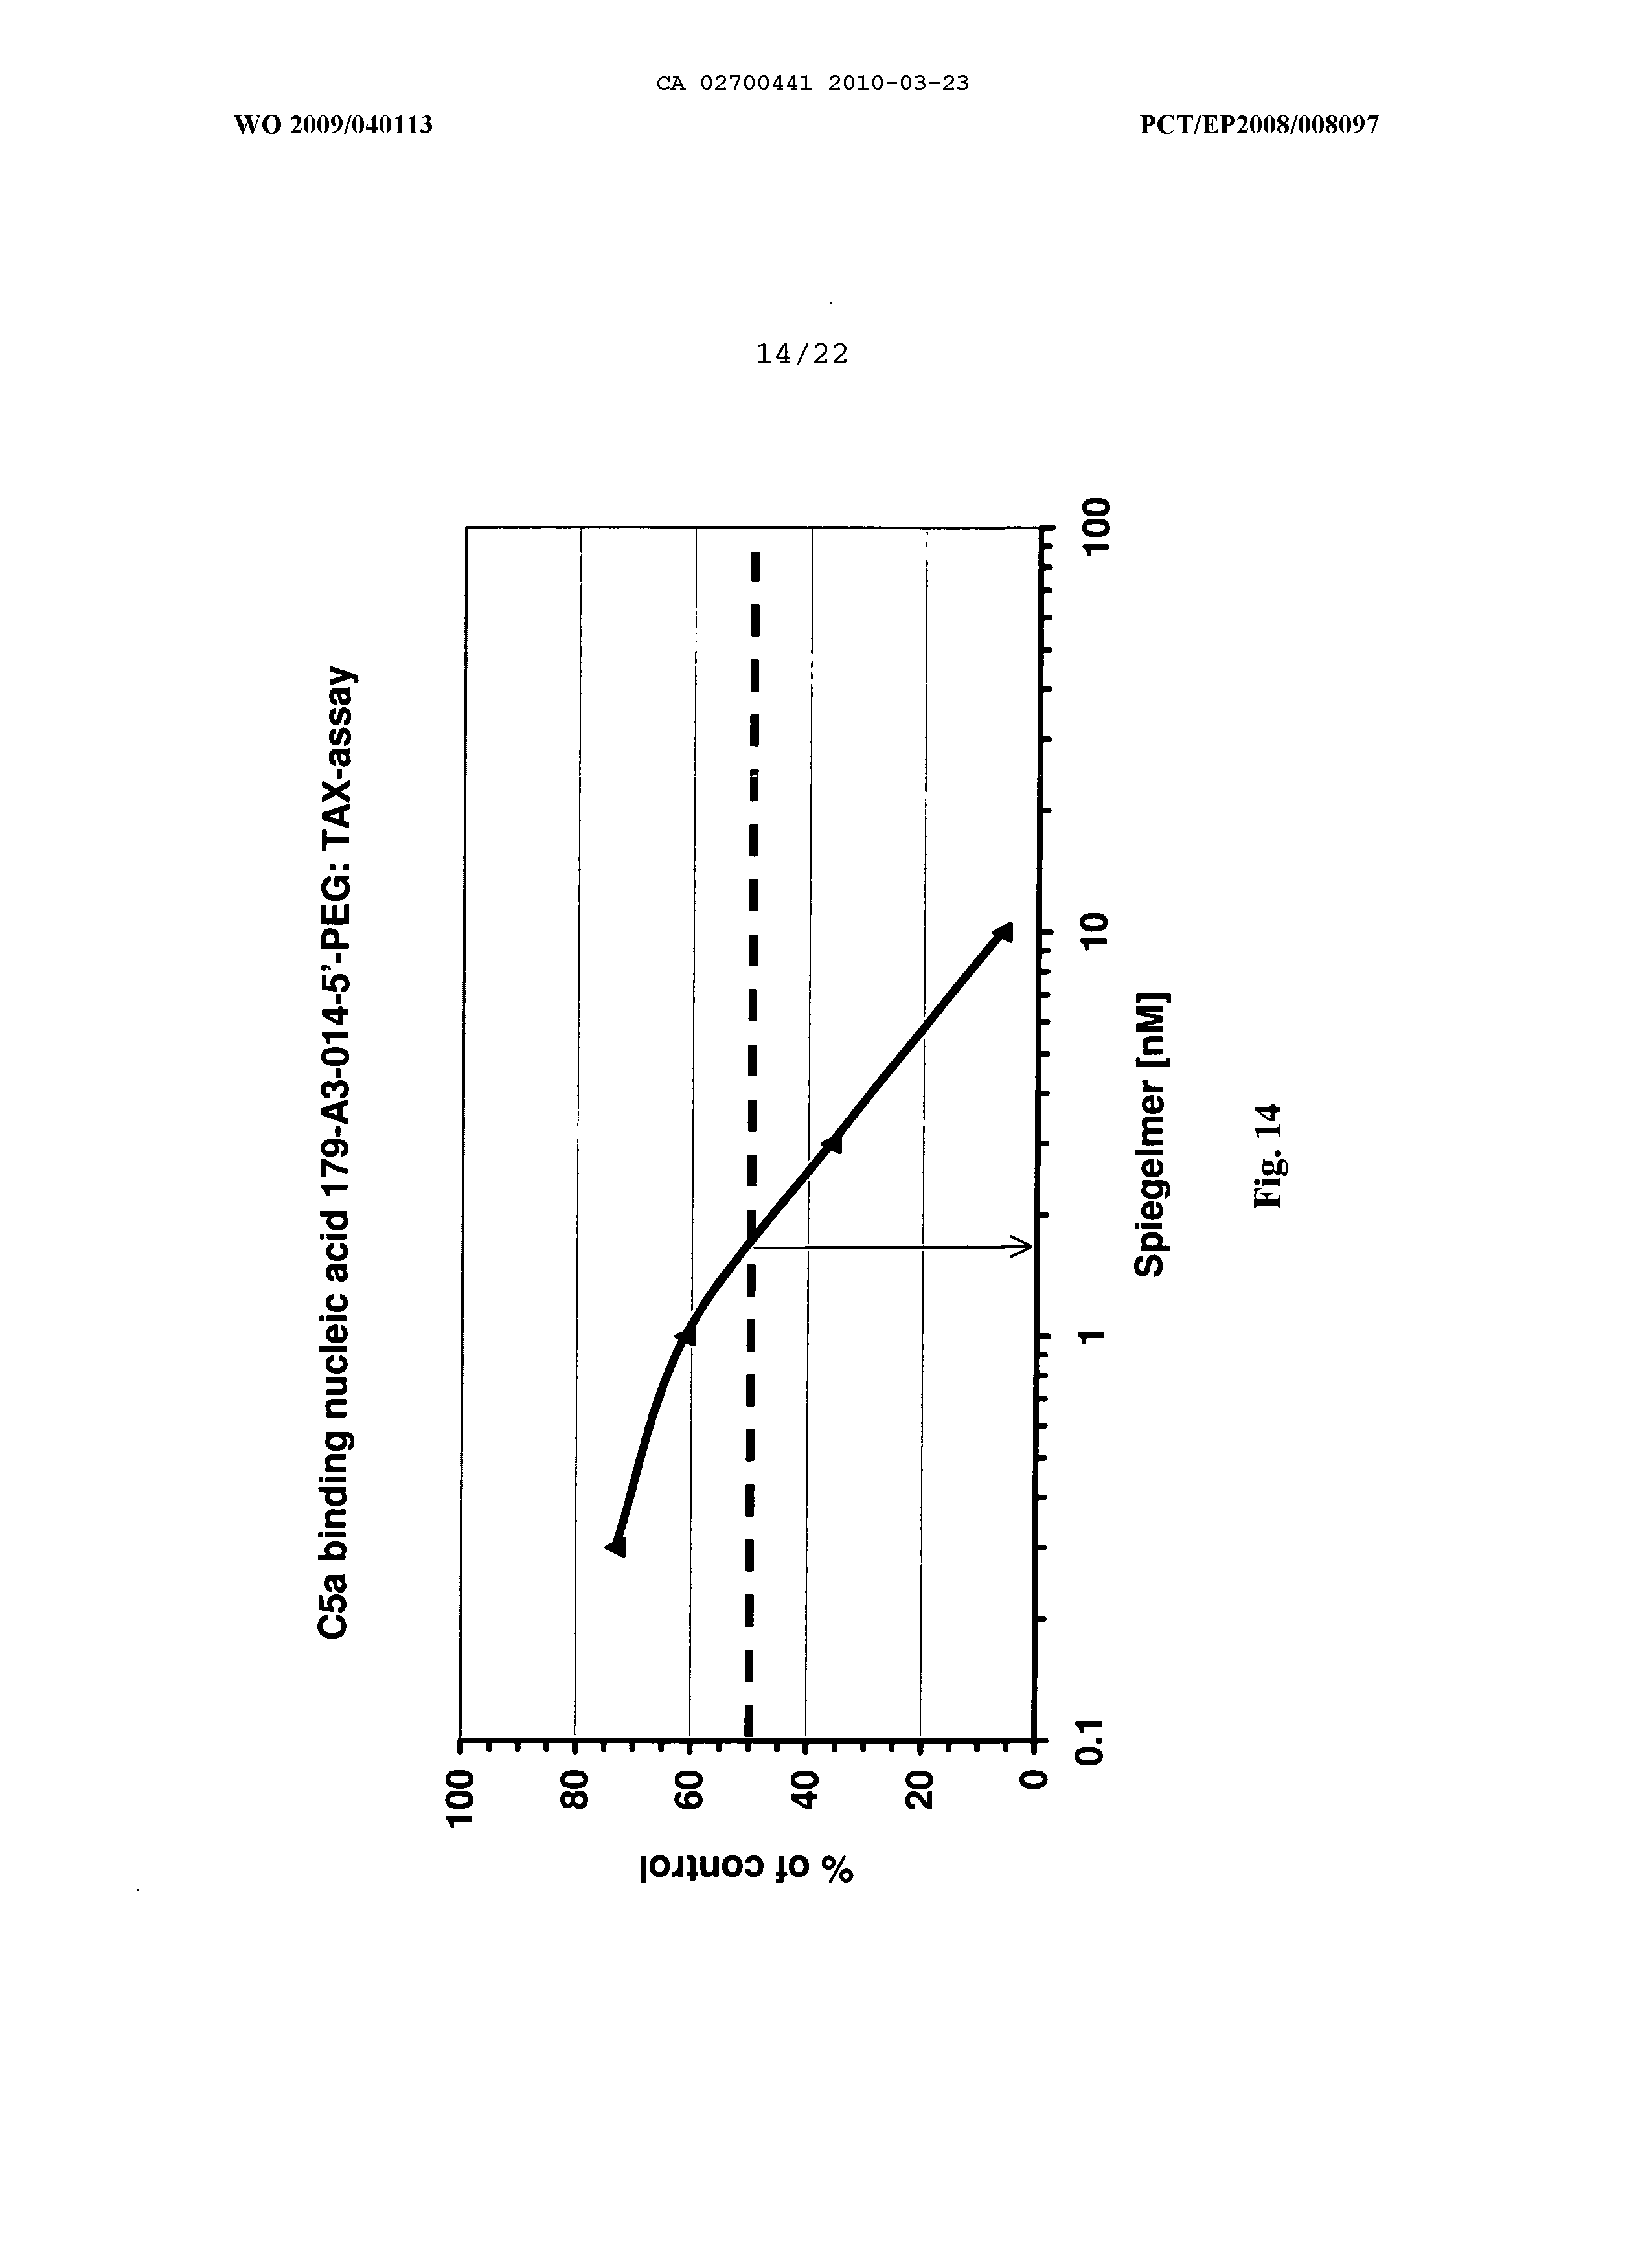 CA 02700441 2010-03-23
WO 2009/040113
PCT/EP2008/008097
14/22
C5a binding nucleic acid 179-A3-014-5'-PEG: TAX-assay
% of control
100
80
60
40
20
0
0.1
1
10
100
Spiegelmer [nM]
Fig. 14